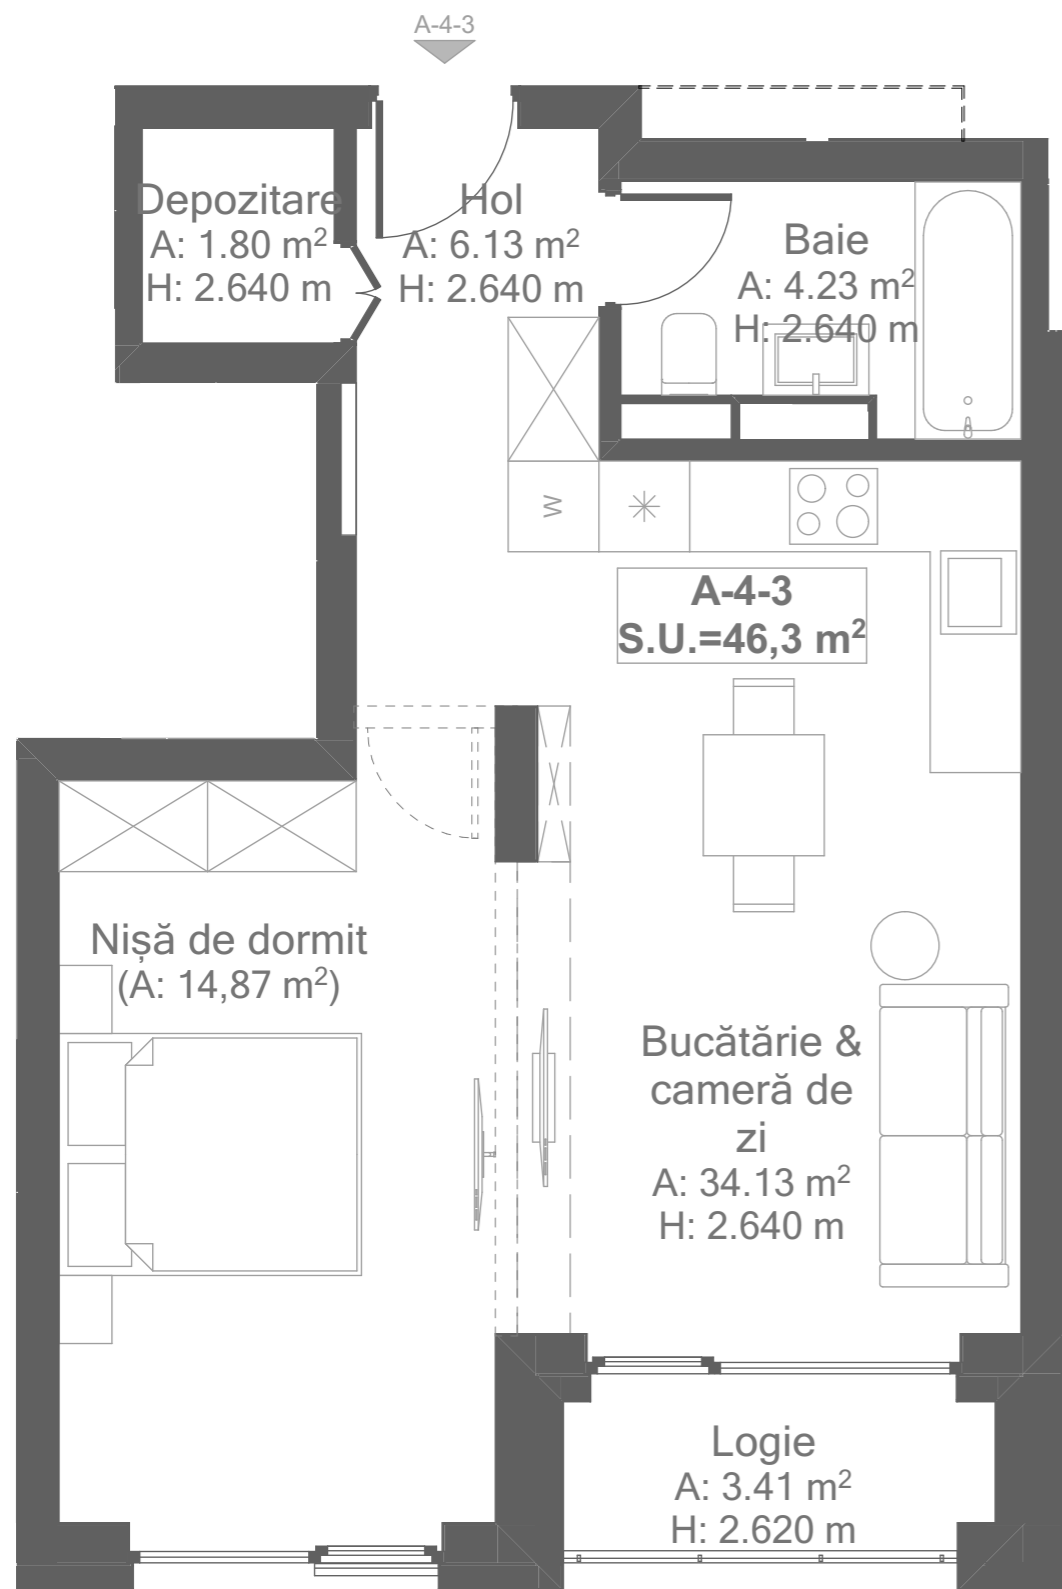 A-4-3
Depozitare
A: 1.80 m²
H: 2.640 m
Hol
A: 6.13 m²
H: 2.640 m
Baie
A: 4.23 m²
H: 2.640 m
W
A-4-3
S.U.=46,3 m²
Nișă de dormit
(A: 14,87 m²)
Bucătărie &
cameră de
zi
A: 34.13 m²
H: 2.640 m
Logie
A: 3.41 m²
H: 2.620 m